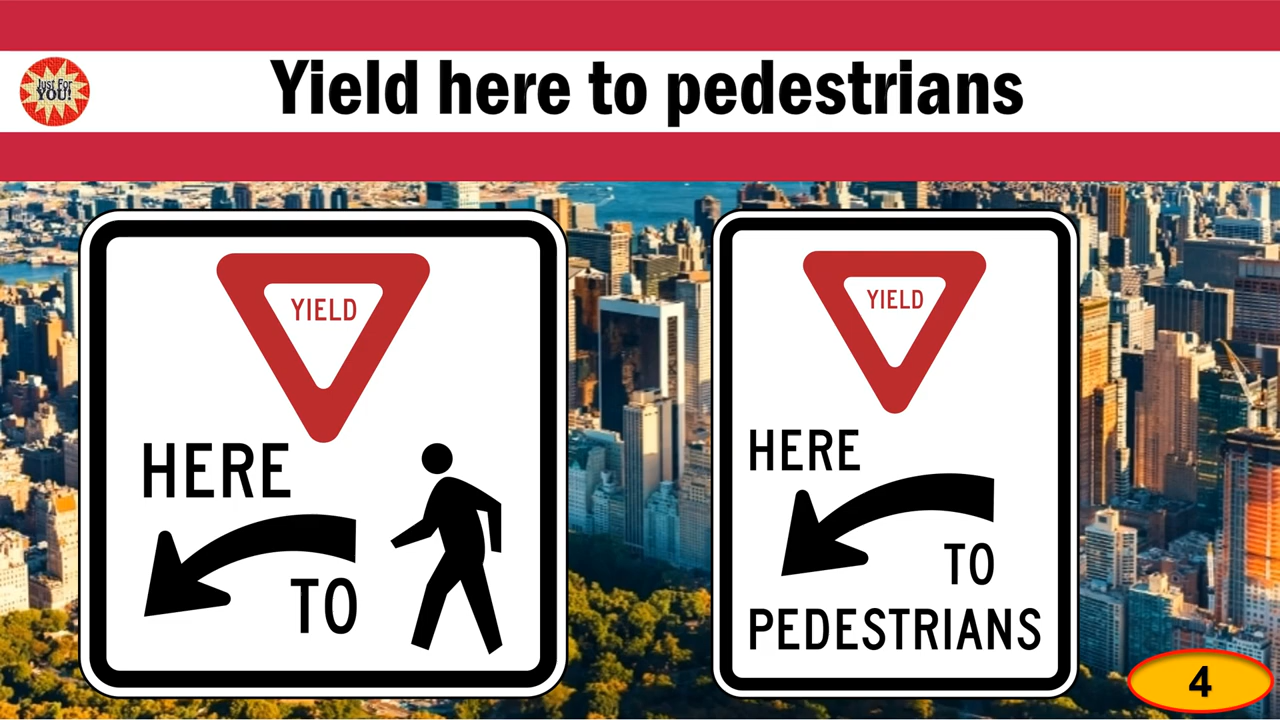 Yield here to pedestrians
Just For
YOU!
YIELD
HERE
TO
YIELD
HERE
TO
PEDESTRIANS
4